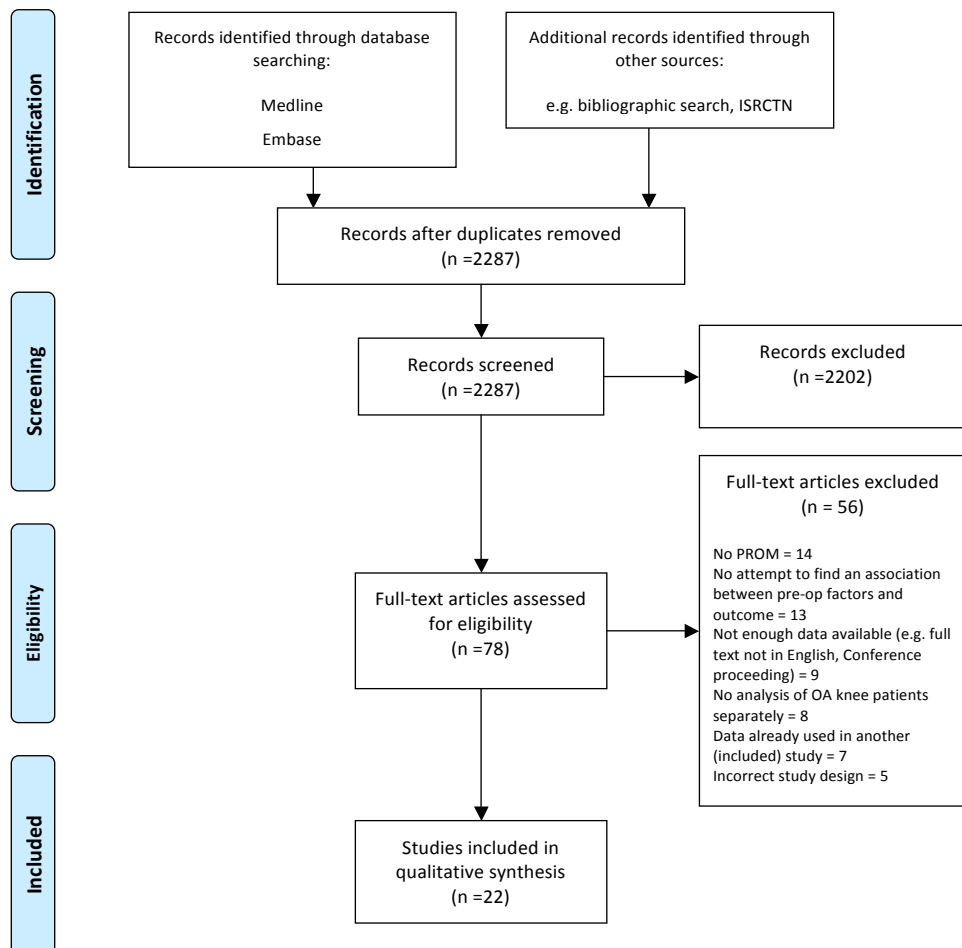 Identification
Records identified through database
searching:
Medline
Embase
Additional records identified through
other sources:
e.g. bibliographic search, ISRCTN
Records after duplicates removed
(n =2287)
Screening
Records screened
(n =2287)
Records excluded
(n =2202)
Eligibility
Full-text articles assessed
for eligibility
(n =78)
Full-text articles excluded
(n = 56)
No PROM = 14
No attempt to find an association
between pre-op factors and
outcome = 13
Not enough data available (e.g. full
text not in English, Conference
proceeding) = 9
No analysis of OA knee patients
separately = 8
Data already used in another
(included) study = 7
Incorrect study design = 5
Included
Studies included in
qualitative synthesis
(n =22)